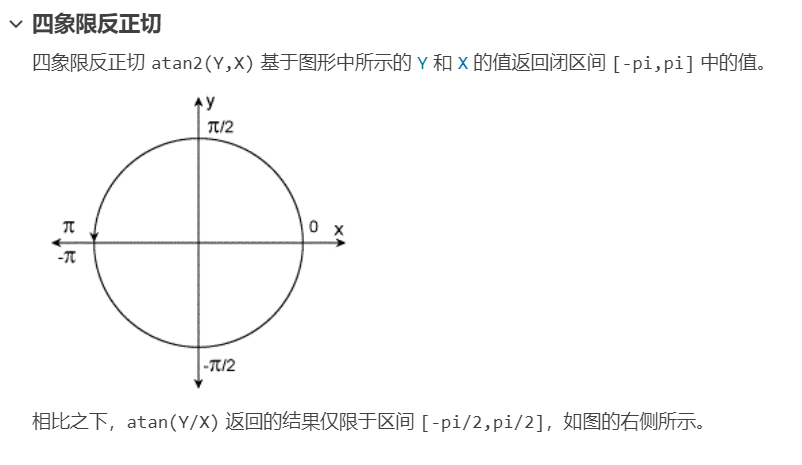 四象限反正切
四象限反正切 atan2(Y,X) 基于图形中所示的 Y 和 X 的值返回闭区间 [-pi,pi] 中的值。
y
π/2
π
0 x
-π
-π/2
相比之下，atan(Y/X) 返回的结果仅限于区间 [-pi/2,pi/2]，如图的右侧所示。